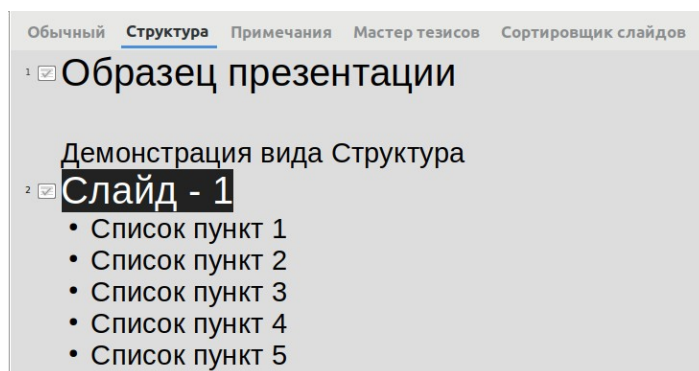 Обычный Структура Примечания Мастер тезисов Сортировщик слайдов
1 Образец презентации
Демонстрация вида Структура
2 Слайд - 1
• Список пункт 1
• Список пункт 2
• Список пункт 3
• Список пункт 4
• Список пункт 5